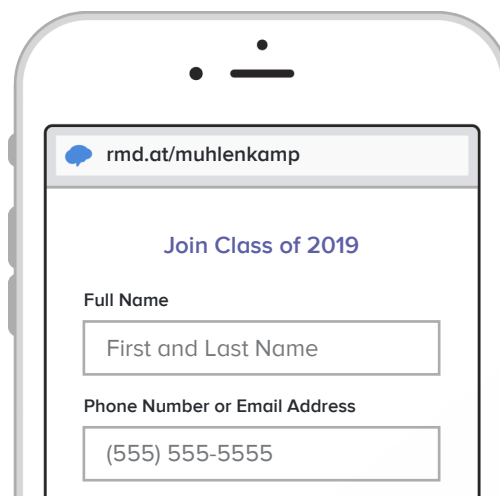 rmd.at/muhlenkamp
Join Class of 2019
Full Name
First and Last Name
Phone Number or Email Address
(555) 555-5555